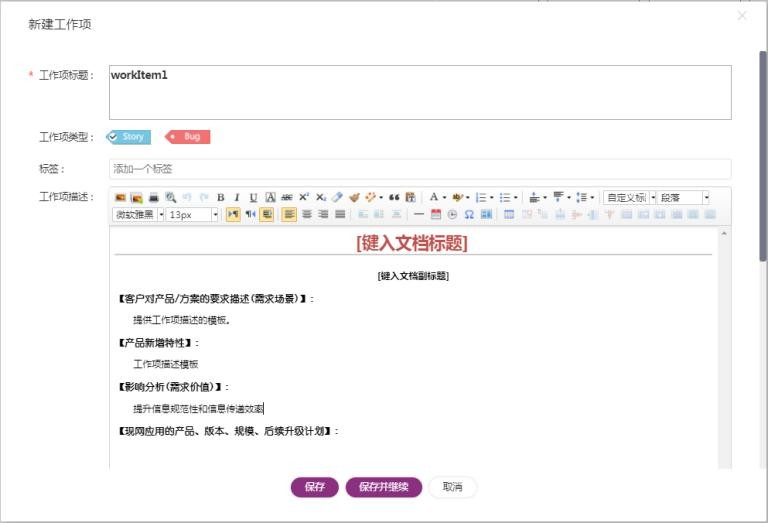 新建工作项
* 工作项标题： workItem1
工作项类型： Story Bug
标签： 添加一个标签
工作项描述： B I U A ABC X² X₂ A 自定义标 段落
微软雅黑 13px Ω
[键入文档标题]
[键入文档副标题]
【客户对产品/方案的要求描述(需求场景)】:
提供工作项描述的模板。
【产品新增特性】:
工作项描述模板
【影响分析(需求价值)】:
提升信息规范性和信息传递效率
【现网应用的产品、版本、规模、后续升级计划】:
保存 保存并继续 取消